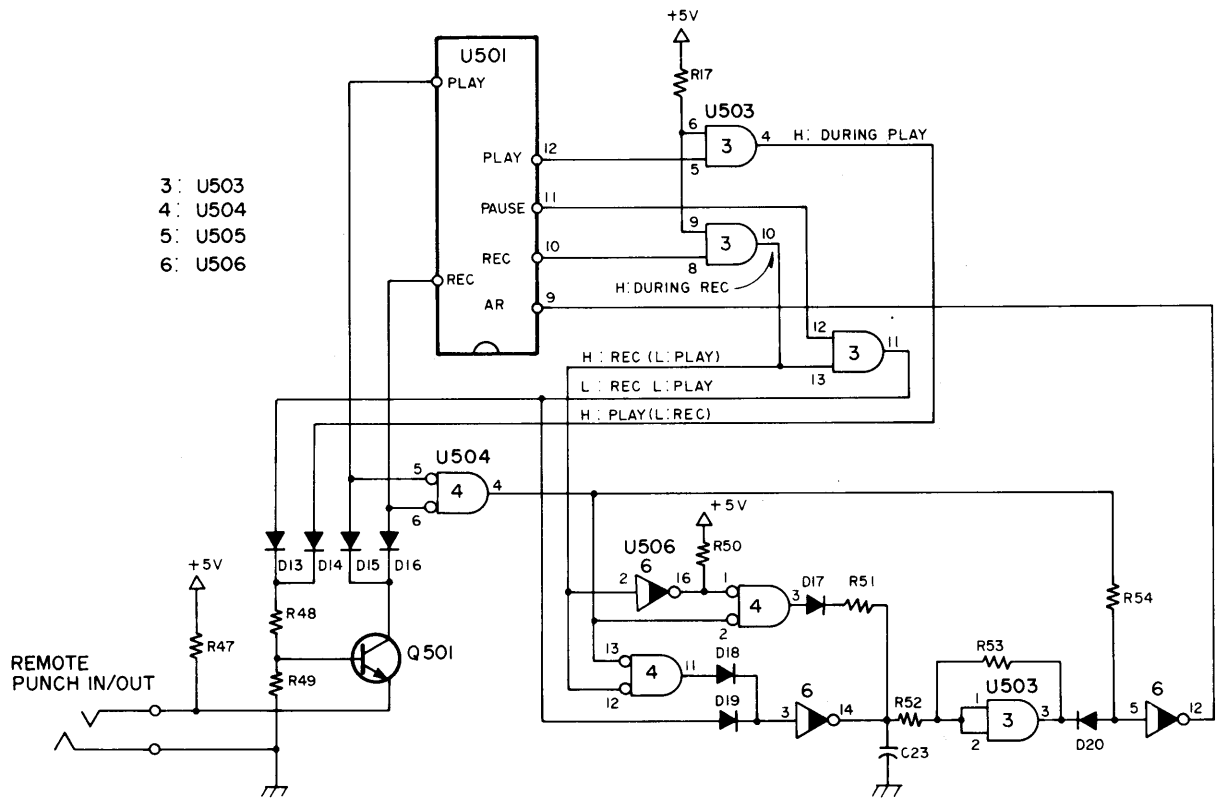 +5V
U501
PLAY
R17
U503
6
3
4
H: DURING PLAY
5
PLAY
12
3: U503
4: U504
5: U505
6: U506
PAUSE
11
REC
10
9
3
10
8
H: DURING REC
REC
AR
9
12
3
11
13
H: REC (L: PLAY)
L: REC L: PLAY
H: PLAY (L: REC)
U504
5
4
4
6
+5V
R50
U506
6
D13
D14
D15
D16
+5V
2
16
1
4
3
D17
R51
2
R54
R48
R47
Q501
REMOTE
PUNCH IN/OUT
R49
13
4
11
12
D18
D19
3
6
14
R52
R53
U503
1
3
3
2
D20
6
5
12
C23